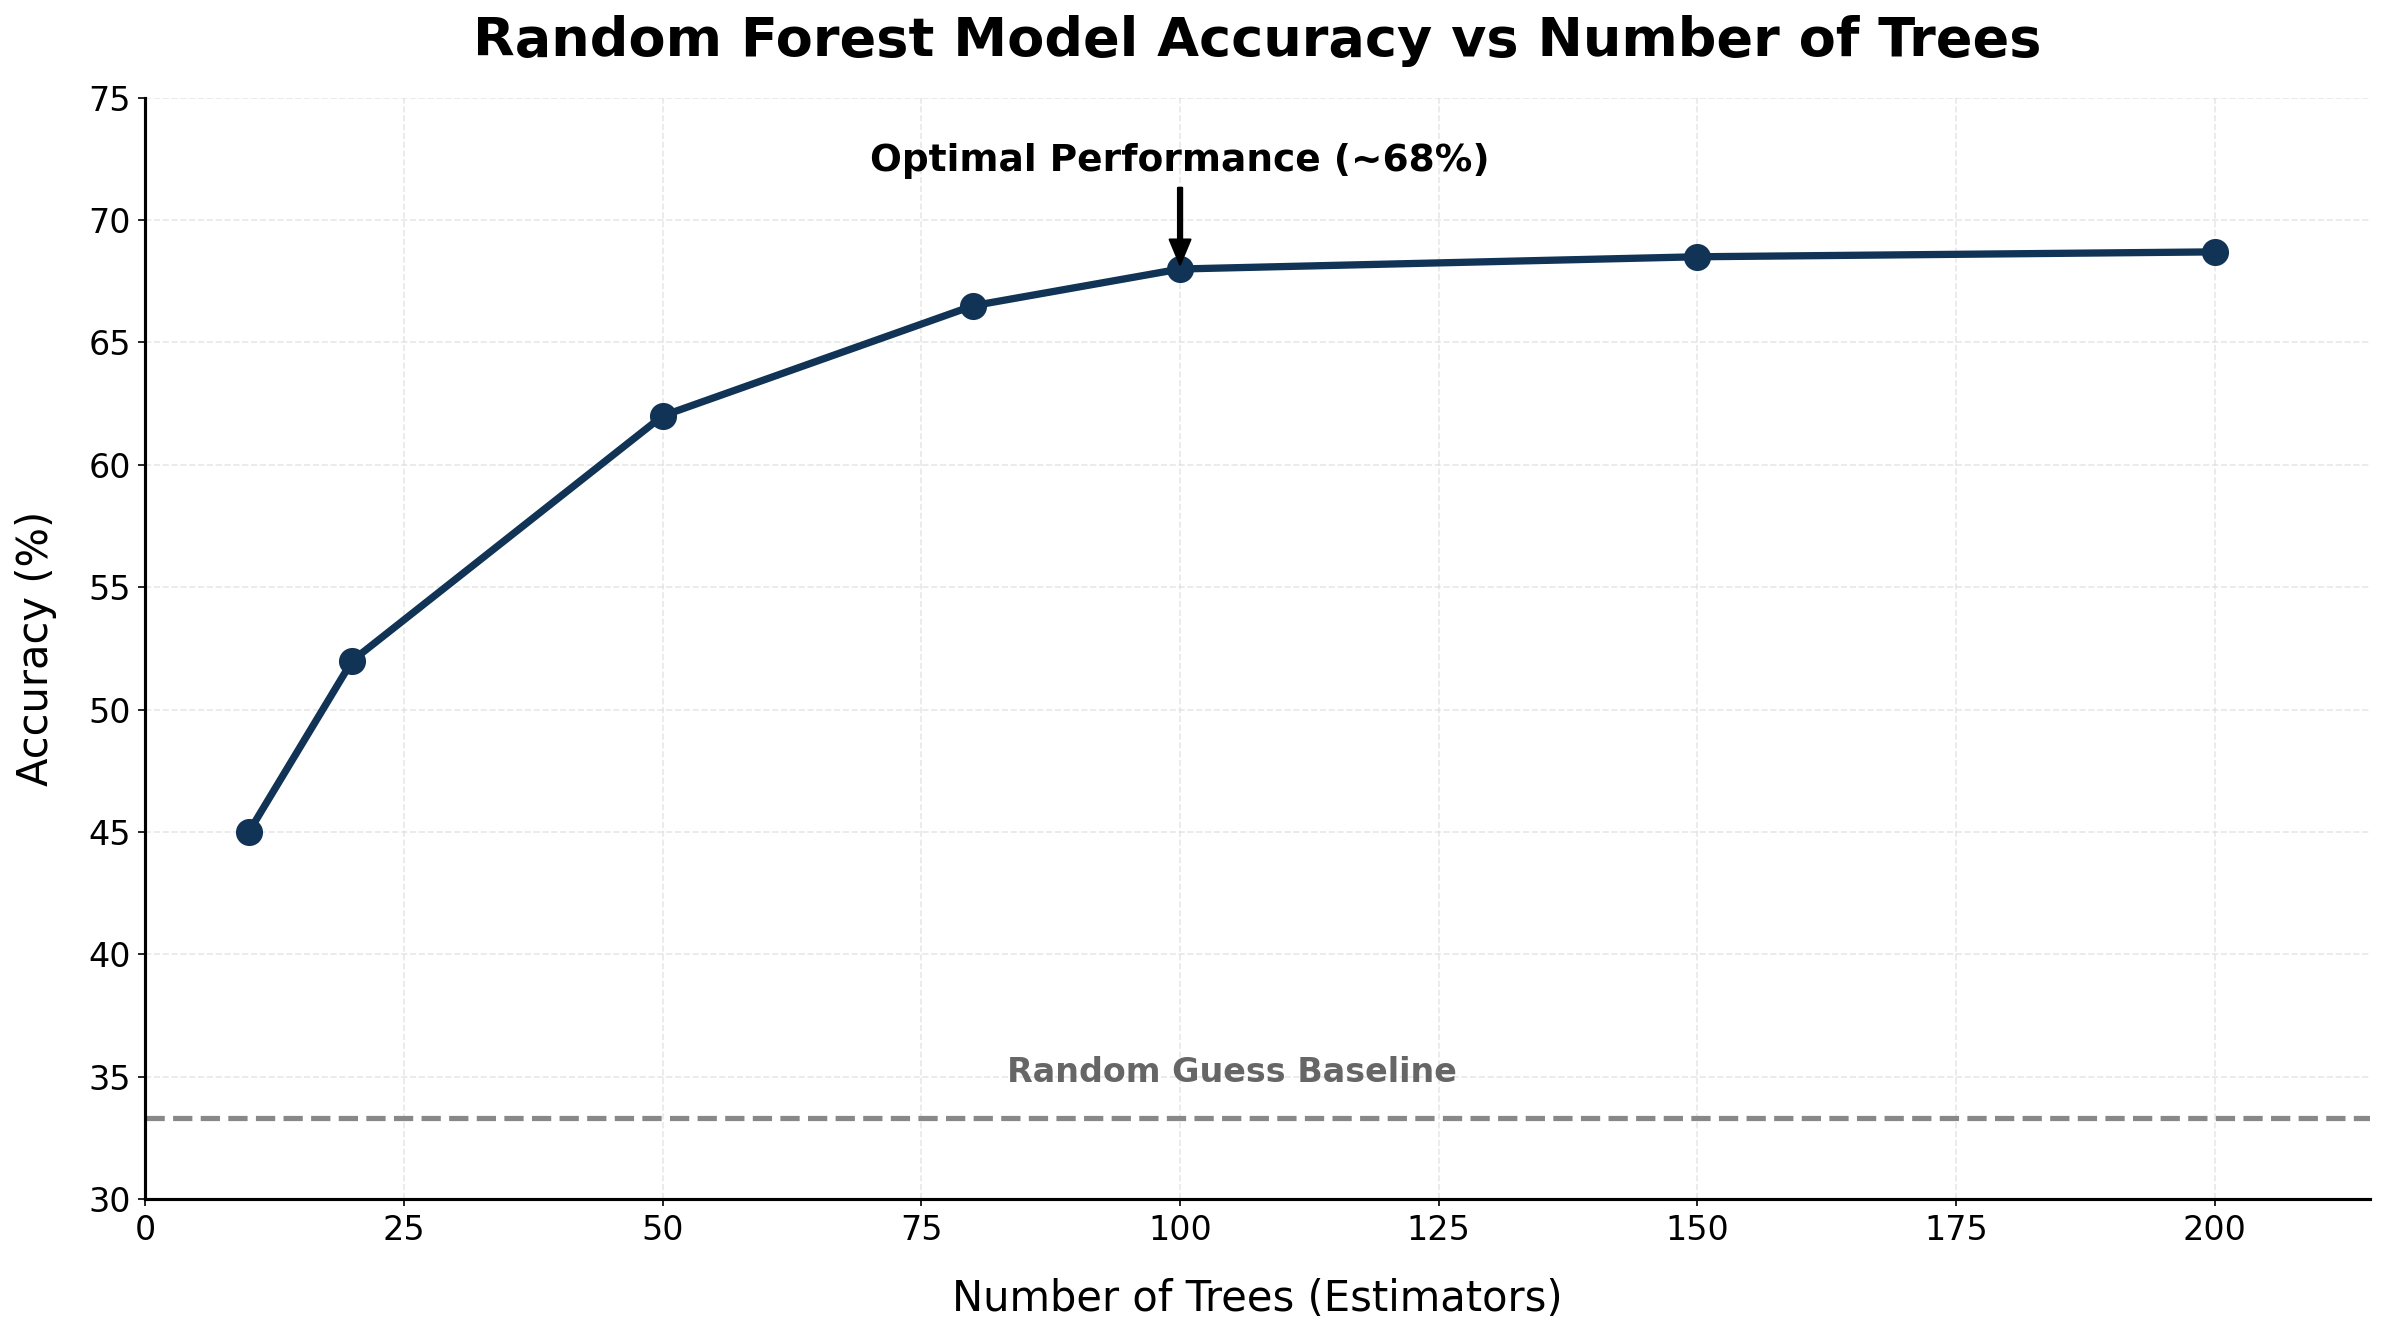 Random Forest Model Accuracy vs Number of Trees
75
Optimal Performance (~68%)
70
65
60
55
50
45
40
35
30
Accuracy (%)
Random Guess Baseline
0 25 50 75 100 125 150 175 200
Number of Trees (Estimators)